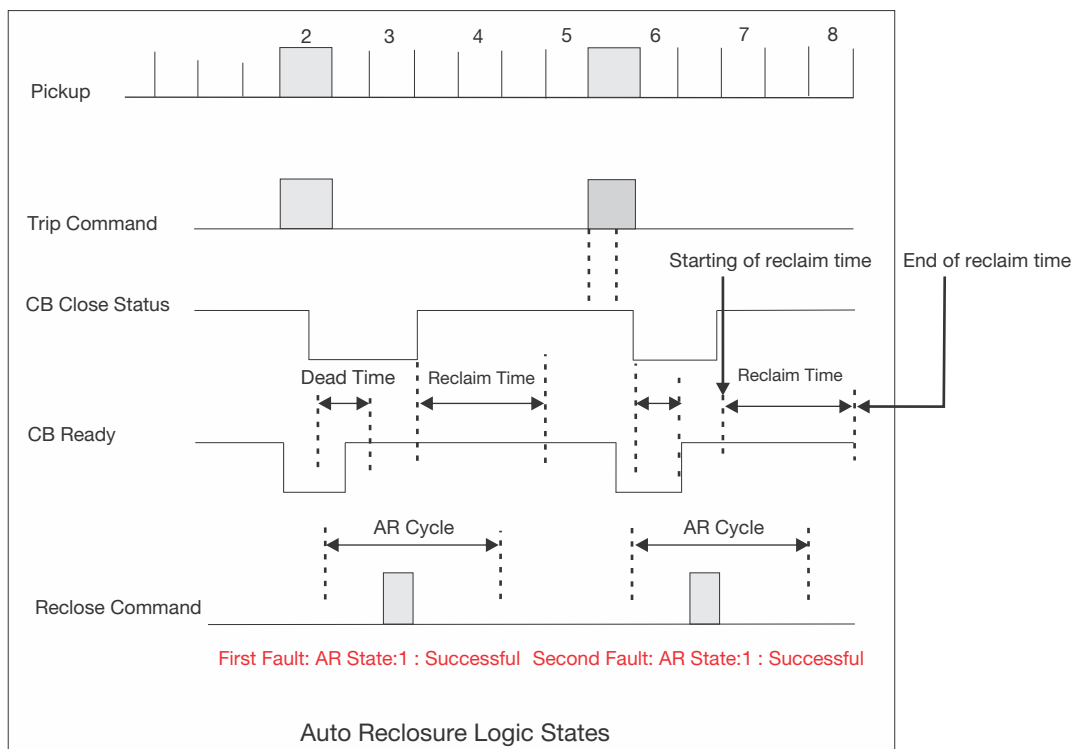 2 3 4 5 6 7 8
Pickup
Trip Command
Starting of reclaim time
End of reclaim time
CB Close Status
Dead Time
Reclaim Time
Reclaim Time
CB Ready
AR Cycle
AR Cycle
Reclose Command
First Fault: AR State:1 : Successful
Second Fault: AR State:1 : Successful
Auto Reclosure Logic States